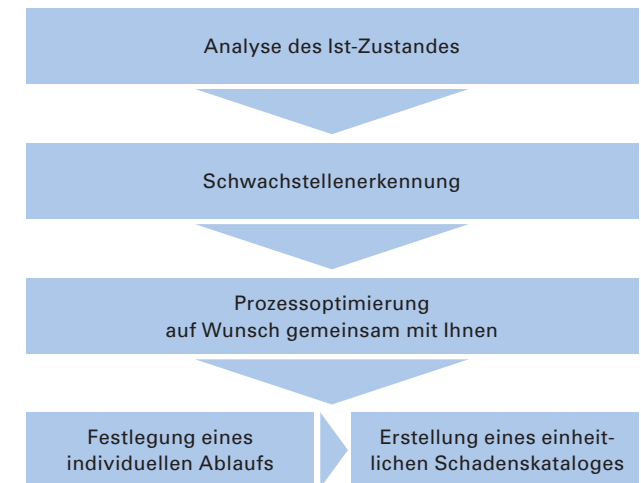 Analyse des Ist-Zustandes
Schwachstellenerkennung
Prozessoptimierung
auf Wunsch gemeinsam mit Ihnen
Festlegung eines
individuellen Ablaufs
Erstellung eines einheit-
lichen Schadenskataloges